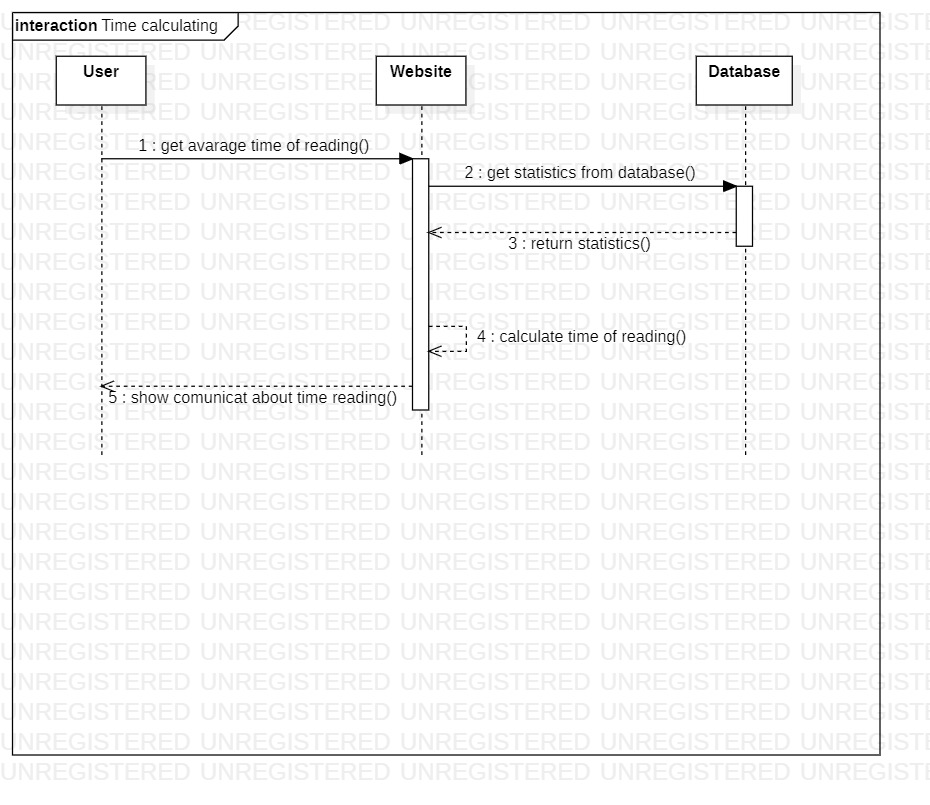 interaction Time calculating
User
Website
Database
1 : get avarage time of reading()
2 : get statistics from database()
3 : return statistics()
4 : calculate time of reading()
5 : show comunicat about time reading()
UNREGISTERED UNREGISTERED UNREGISTERED UNREGISTERED UNREGISTERED